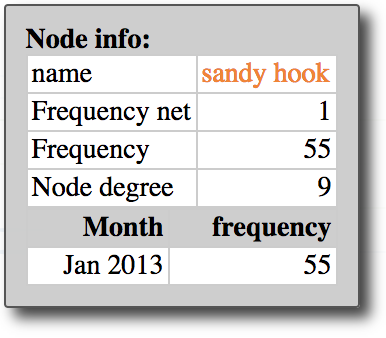 Node info:
name sandy hook
Frequency net 1
Frequency 55
Node degree 9
Month frequency
Jan 2013 55